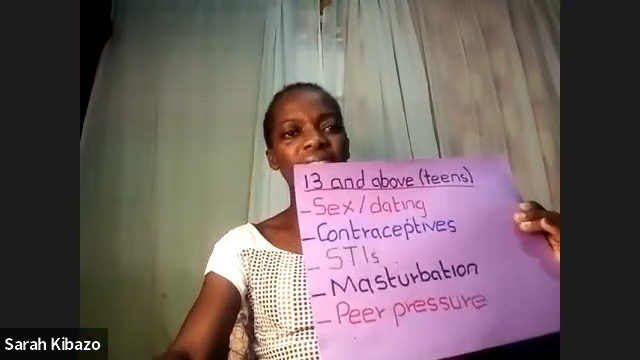 13 and above (teens)
- Sex/dating
- Contraceptives
- STIs
- Masturbation
- Peer pressure
Sarah Kibazo